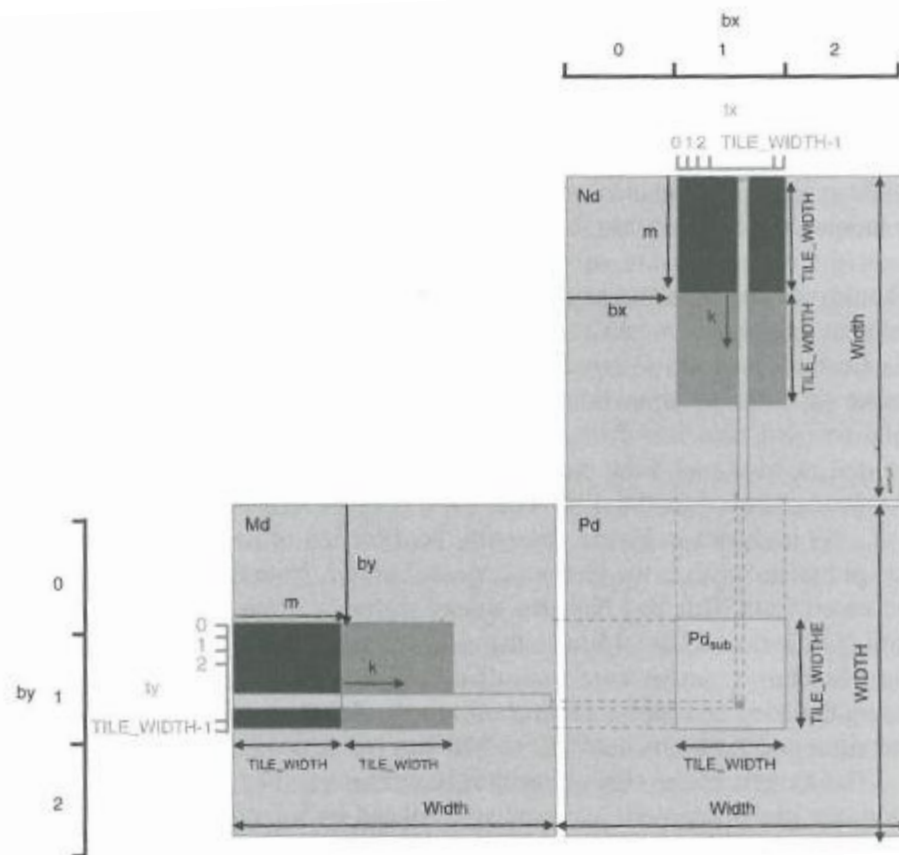 bx
0 1 2
tx
0 1 2 TILE_WIDTH-1
Nd
m
TILE_WIDTH
bx
k
TILE_WIDTH
Width
Md
Pd
by
0
m
0
1
2
k
Pd_sub
TILE_WIDTHE
WIDTH
by
1
ty
TILE_WIDTH-1
TILE_WIDTH
TILE_WIDTH
TILE_WIDTH
2
Width
Width